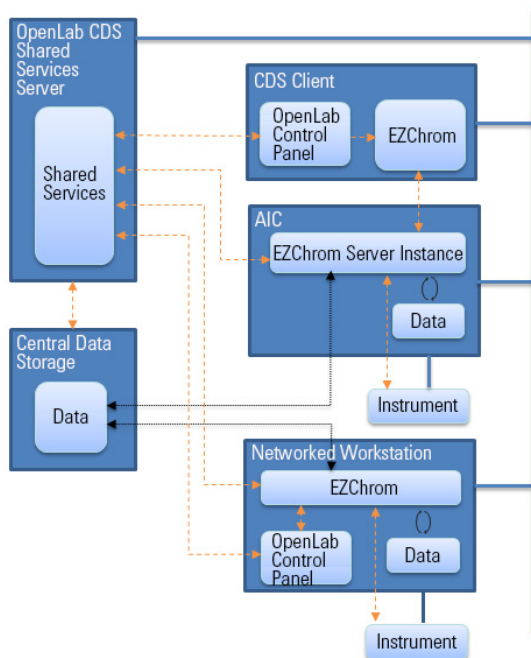 OpenLab CDS
Shared
Services
Server
Shared
Services
CDS Client
OpenLab
Control
Panel
EZChrom
AIC
EZChrom Server Instance
Data
Instrument
Central Data
Storage
Data
Networked Workstation
EZChrom
OpenLab
Control
Panel
Data
Instrument